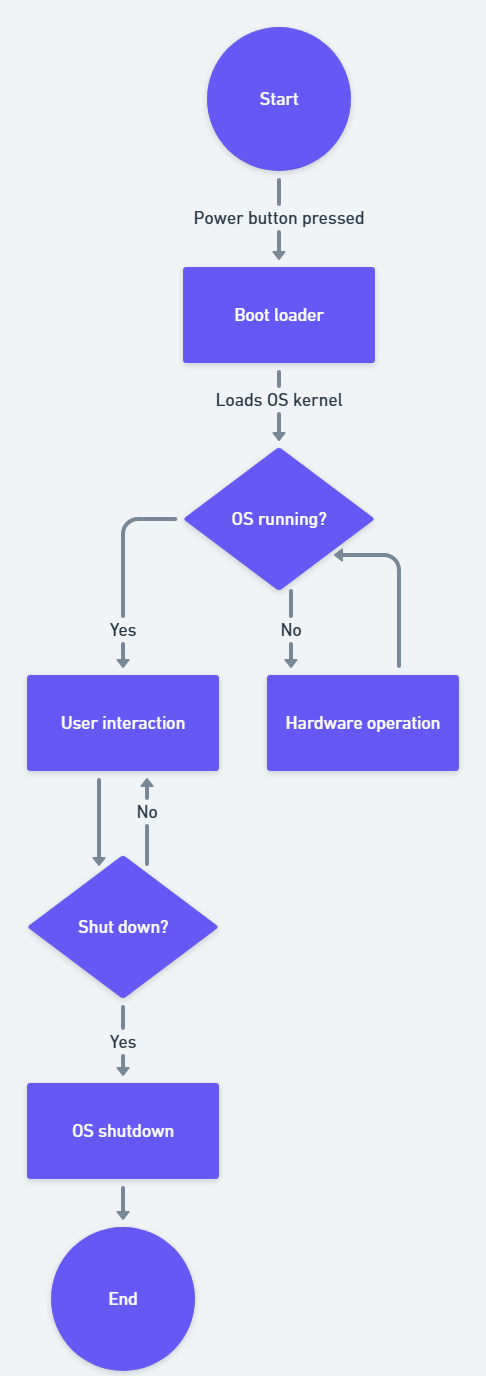 Start
Power button pressed
Boot loader
Loads OS kernel
OS running?
Yes
No
User interaction
Hardware operation
No
Shut down?
Yes
OS shutdown
End